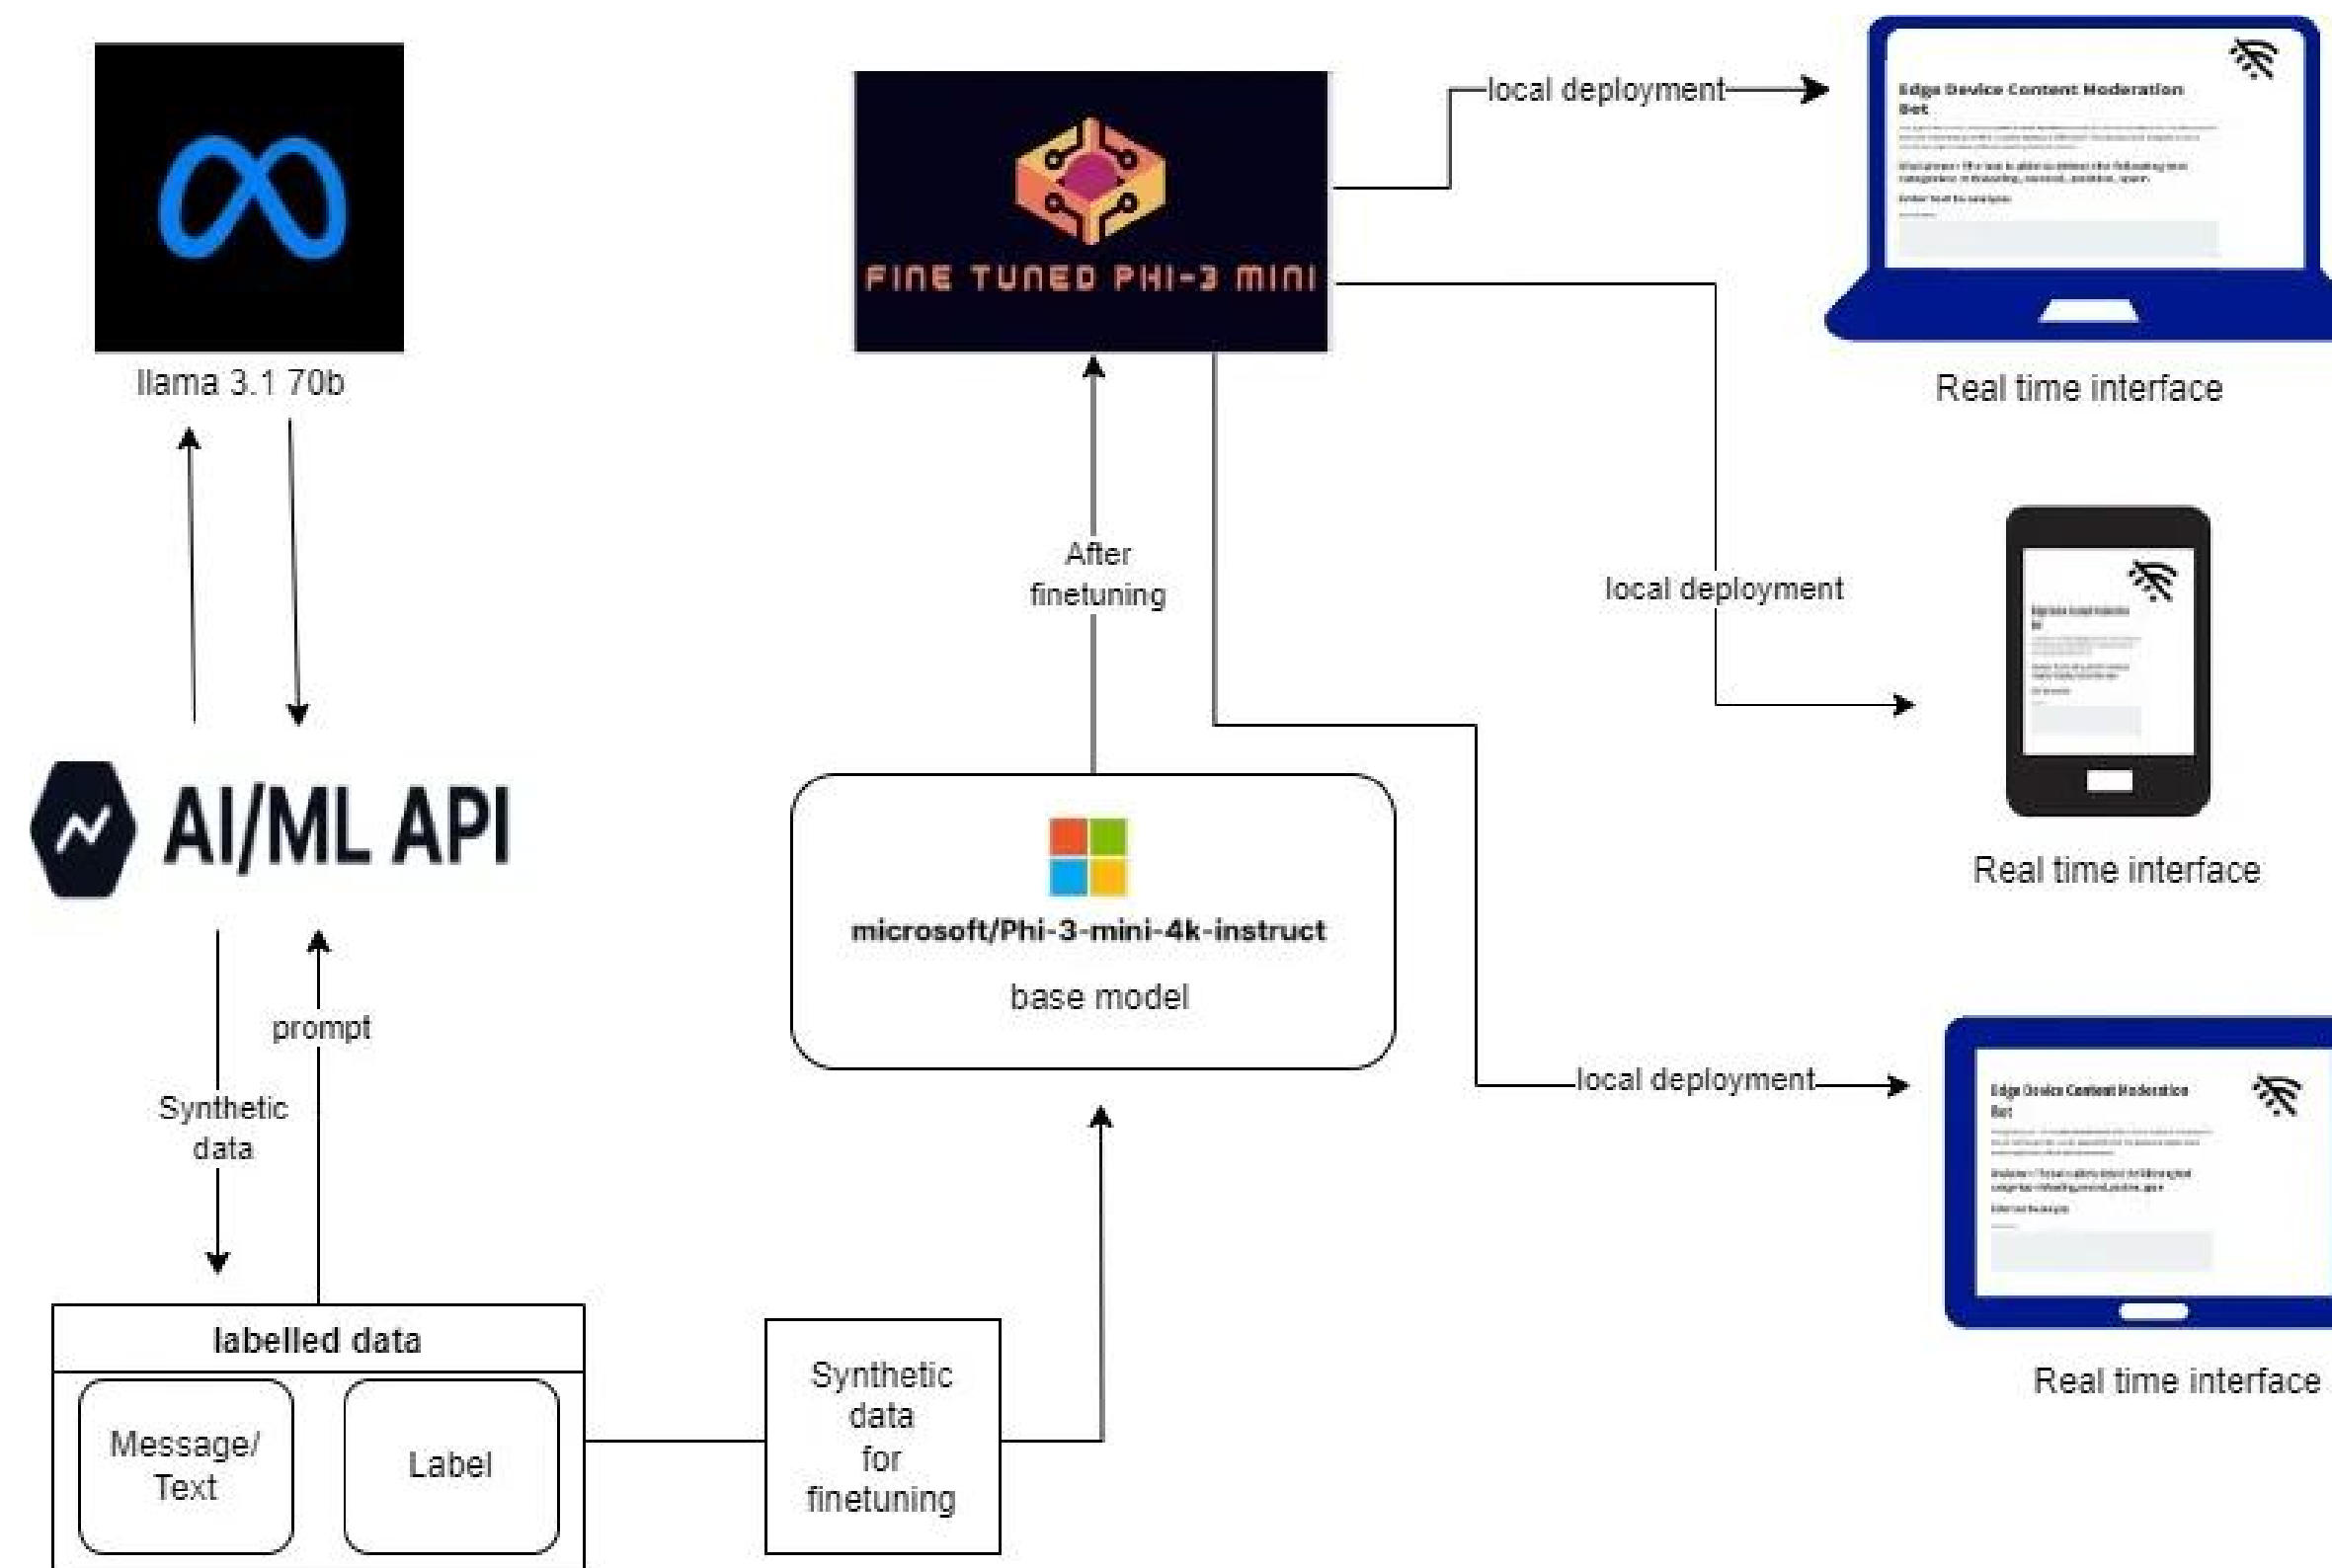 llama 3.1 70b
AI/ML API
prompt
Synthetic
data
labelled data
Message/
Text
Label
Synthetic
data
for
finetuning
microsoft/Phi-3-mini-4k-instruct
base model
After
finetuning
FINE TUNED PHI-3 MINI
local deployment
local deployment
local deployment
Edge Device Content Moderation
Bot
Real time interface
Real time interface
Edge Device Content Moderation
Bot
Real time interface